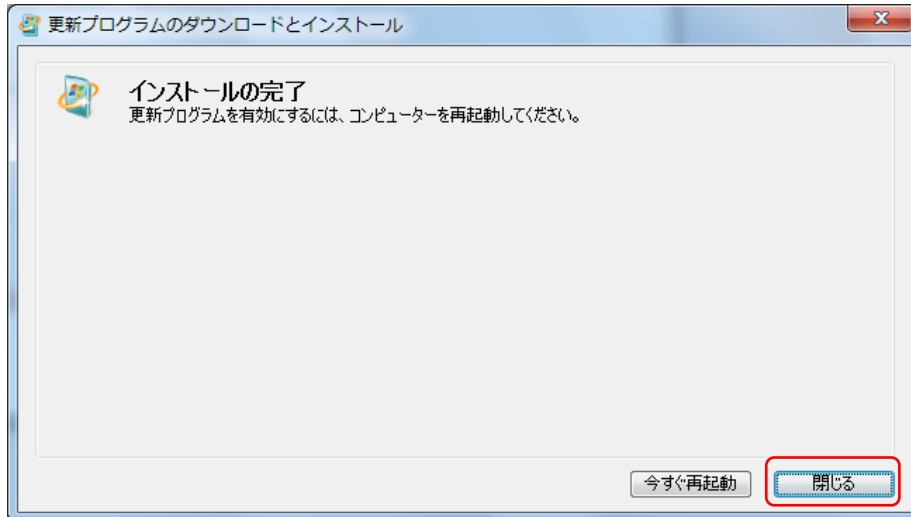 更新プログラムのダウンロードとインストール
インストールの完了
更新プログラムを有効にするには、コンピューターを再起動してください。
今すぐ再起動
閉じる